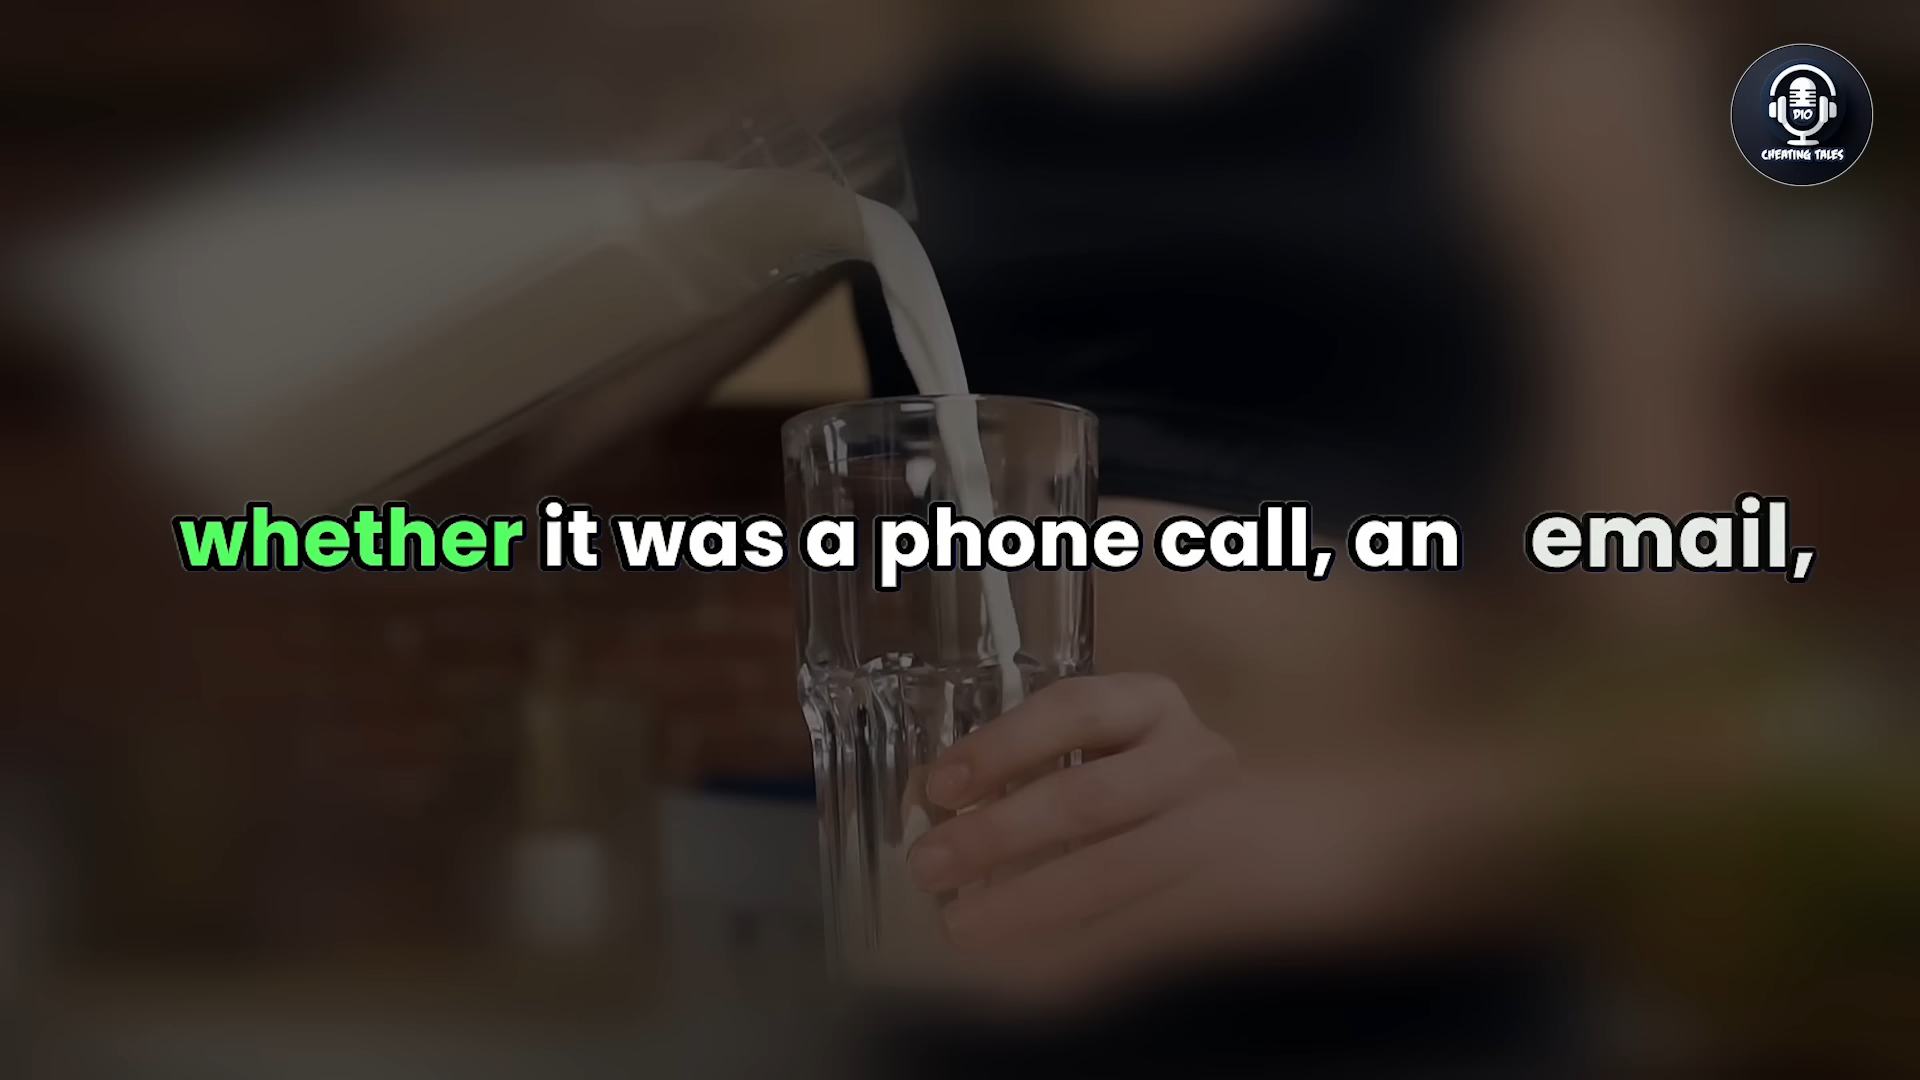 DIO
CHEATING TALES
whether it was a phone call, an email,